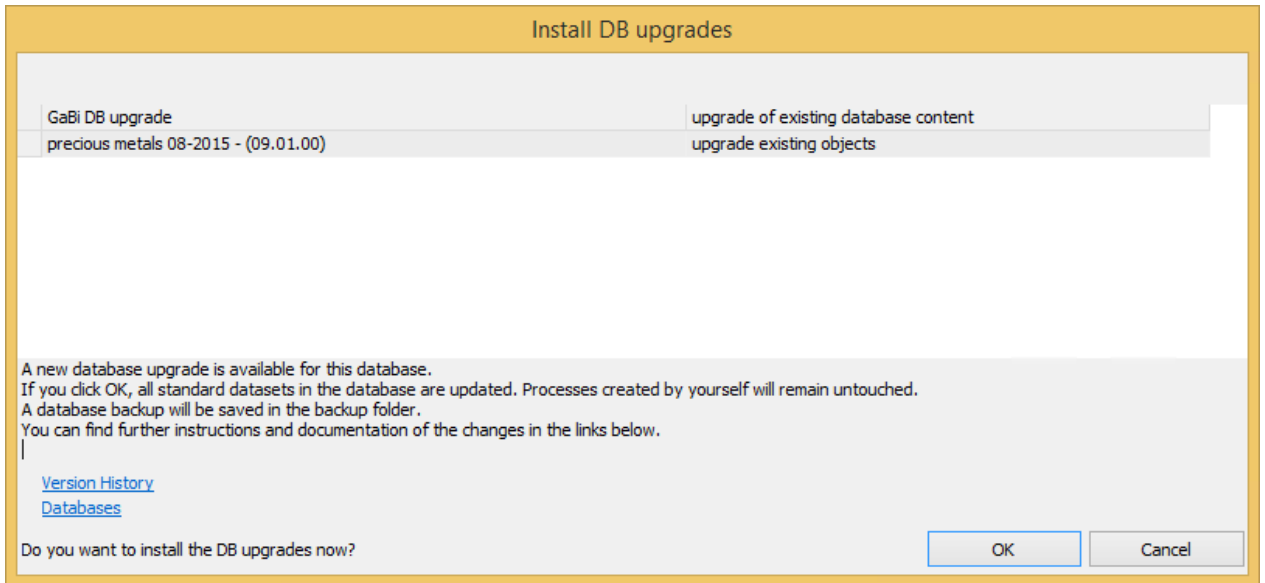 Install DB upgrades
GaBi DB upgrade upgrade of existing database content
precious metals 08-2015 - (09.01.00) upgrade existing objects
A new database upgrade is available for this database.
If you click OK, all standard datasets in the database are updated. Processes created by yourself will remain untouched.
A database backup will be saved in the backup folder.
You can find further instructions and documentation of the changes in the links below.
Version History
Databases
Do you want to install the DB upgrades now? OK Cancel